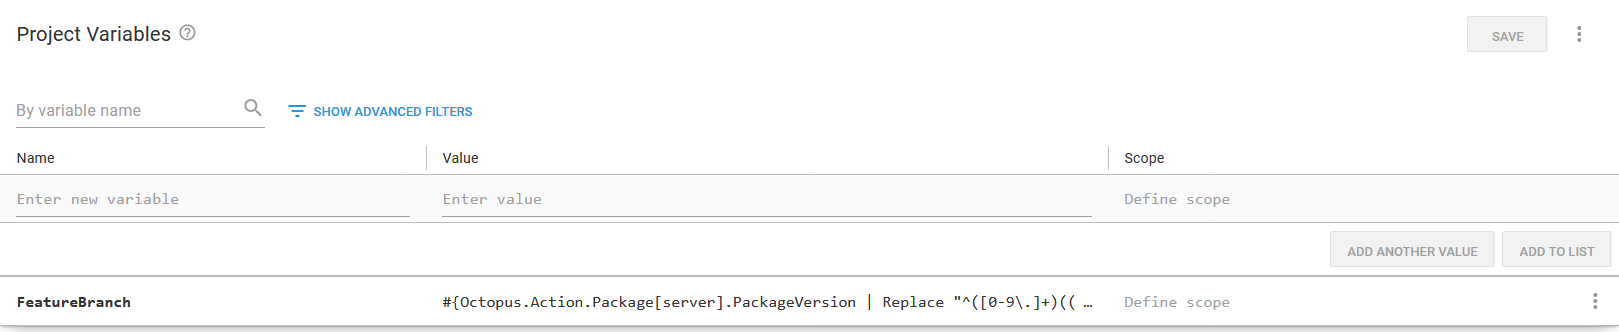 Project Variables ?
SAVE
By variable name
SHOW ADVANCED FILTERS
Name Value Scope
Enter new variable Enter value Define scope
ADD ANOTHER VALUE ADD TO LIST
FeatureBranch #{Octopus.Action.Package[server].PackageVersion | Replace "^([0-9\.]+)(( … Define scope